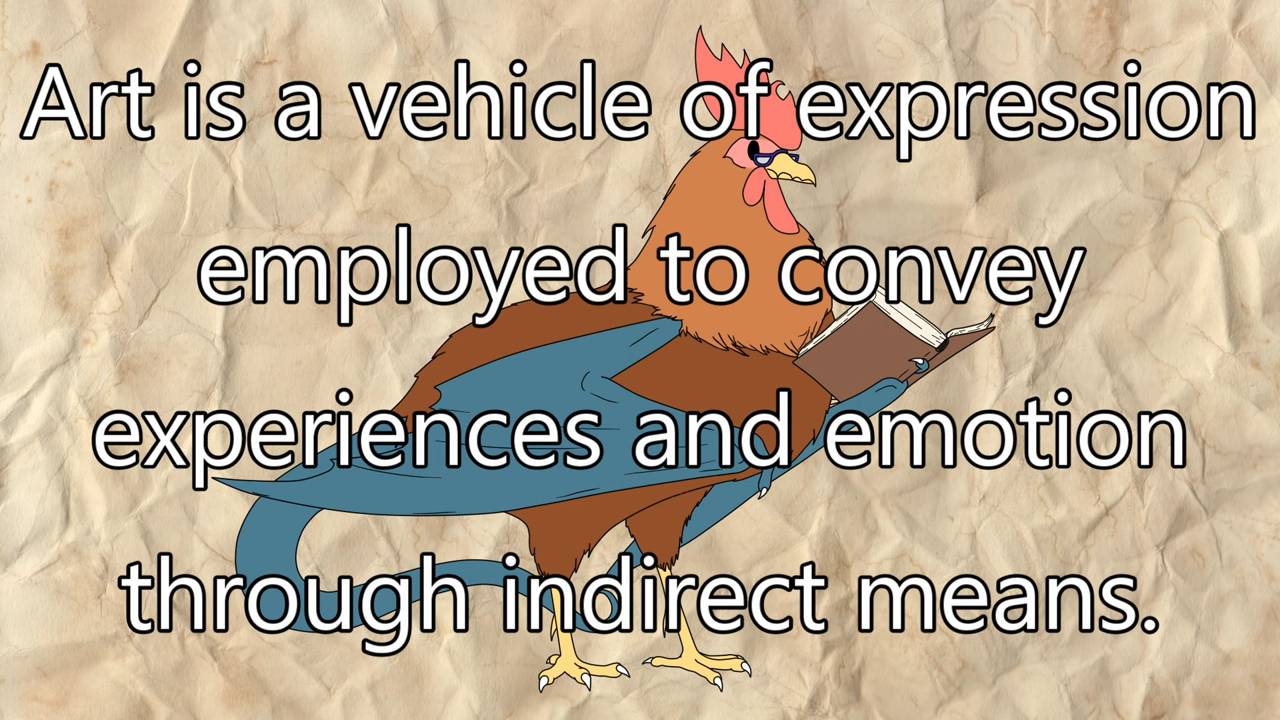 Art is a vehicle of expression
employed to convey
experiences and emotion
through indirect means.